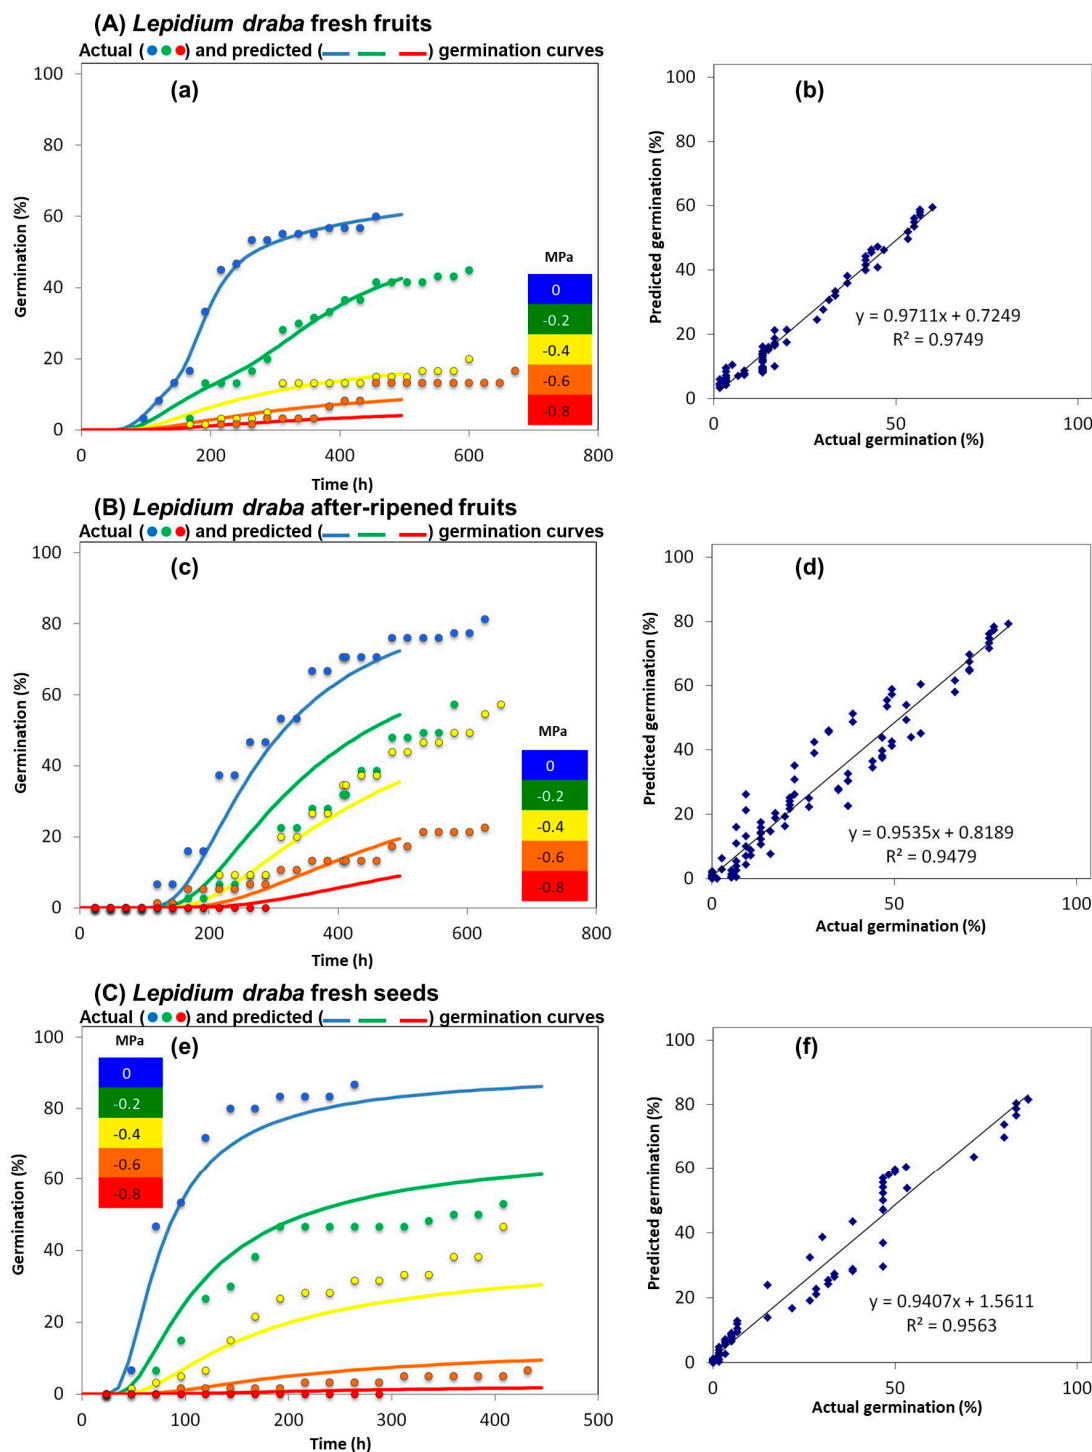 (A) Lepidium draba fresh fruits
Actual (●●●) and predicted (— — —) germination curves
(a)
Germination (%)
100
80
60
40
20
0
0 200 400 600 800
Time (h)
MPa
0
-0.2
-0.4
-0.6
-0.8
(b)
Predicted germination (%)
100
80
60
40
20
0
0 50 100
Actual germination (%)
y = 0.9711x + 0.7249
R² = 0.9749
(B) Lepidium draba after-ripened fruits
Actual (●●●) and predicted (— — —) germination curves
(c)
Germination (%)
100
80
60
40
20
0
0 200 400 600 800
Time (h)
MPa
0
-0.2
-0.4
-0.6
-0.8
(d)
Predicted germination (%)
100
80
60
40
20
0
0 50 100
Actual germination (%)
y = 0.9535x + 0.8189
R² = 0.9479
(C) Lepidium draba fresh seeds
Actual (●●●) and predicted (— — —) germination curves
(e)
Germination (%)
100
80
60
40
20
0
0 100 200 300 400 500
Time (h)
MPa
0
-0.2
-0.4
-0.6
-0.8
(f)
Predicted germination (%)
100
80
60
40
20
0
0 50 100
Actual germination (%)
y = 0.9407x + 1.5611
R² = 0.9563